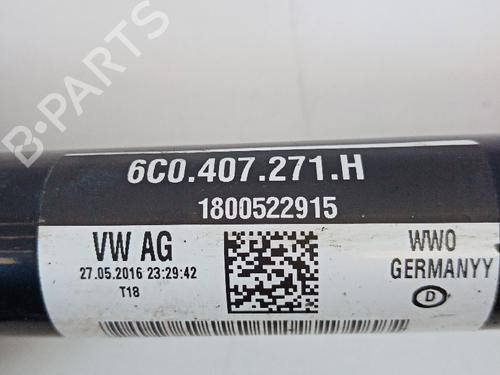 B-PARTS
6C0.407.271.H
1800522915
VW AG
27.05.2016 23:29:42
T18
WWO
GERMANYY
D